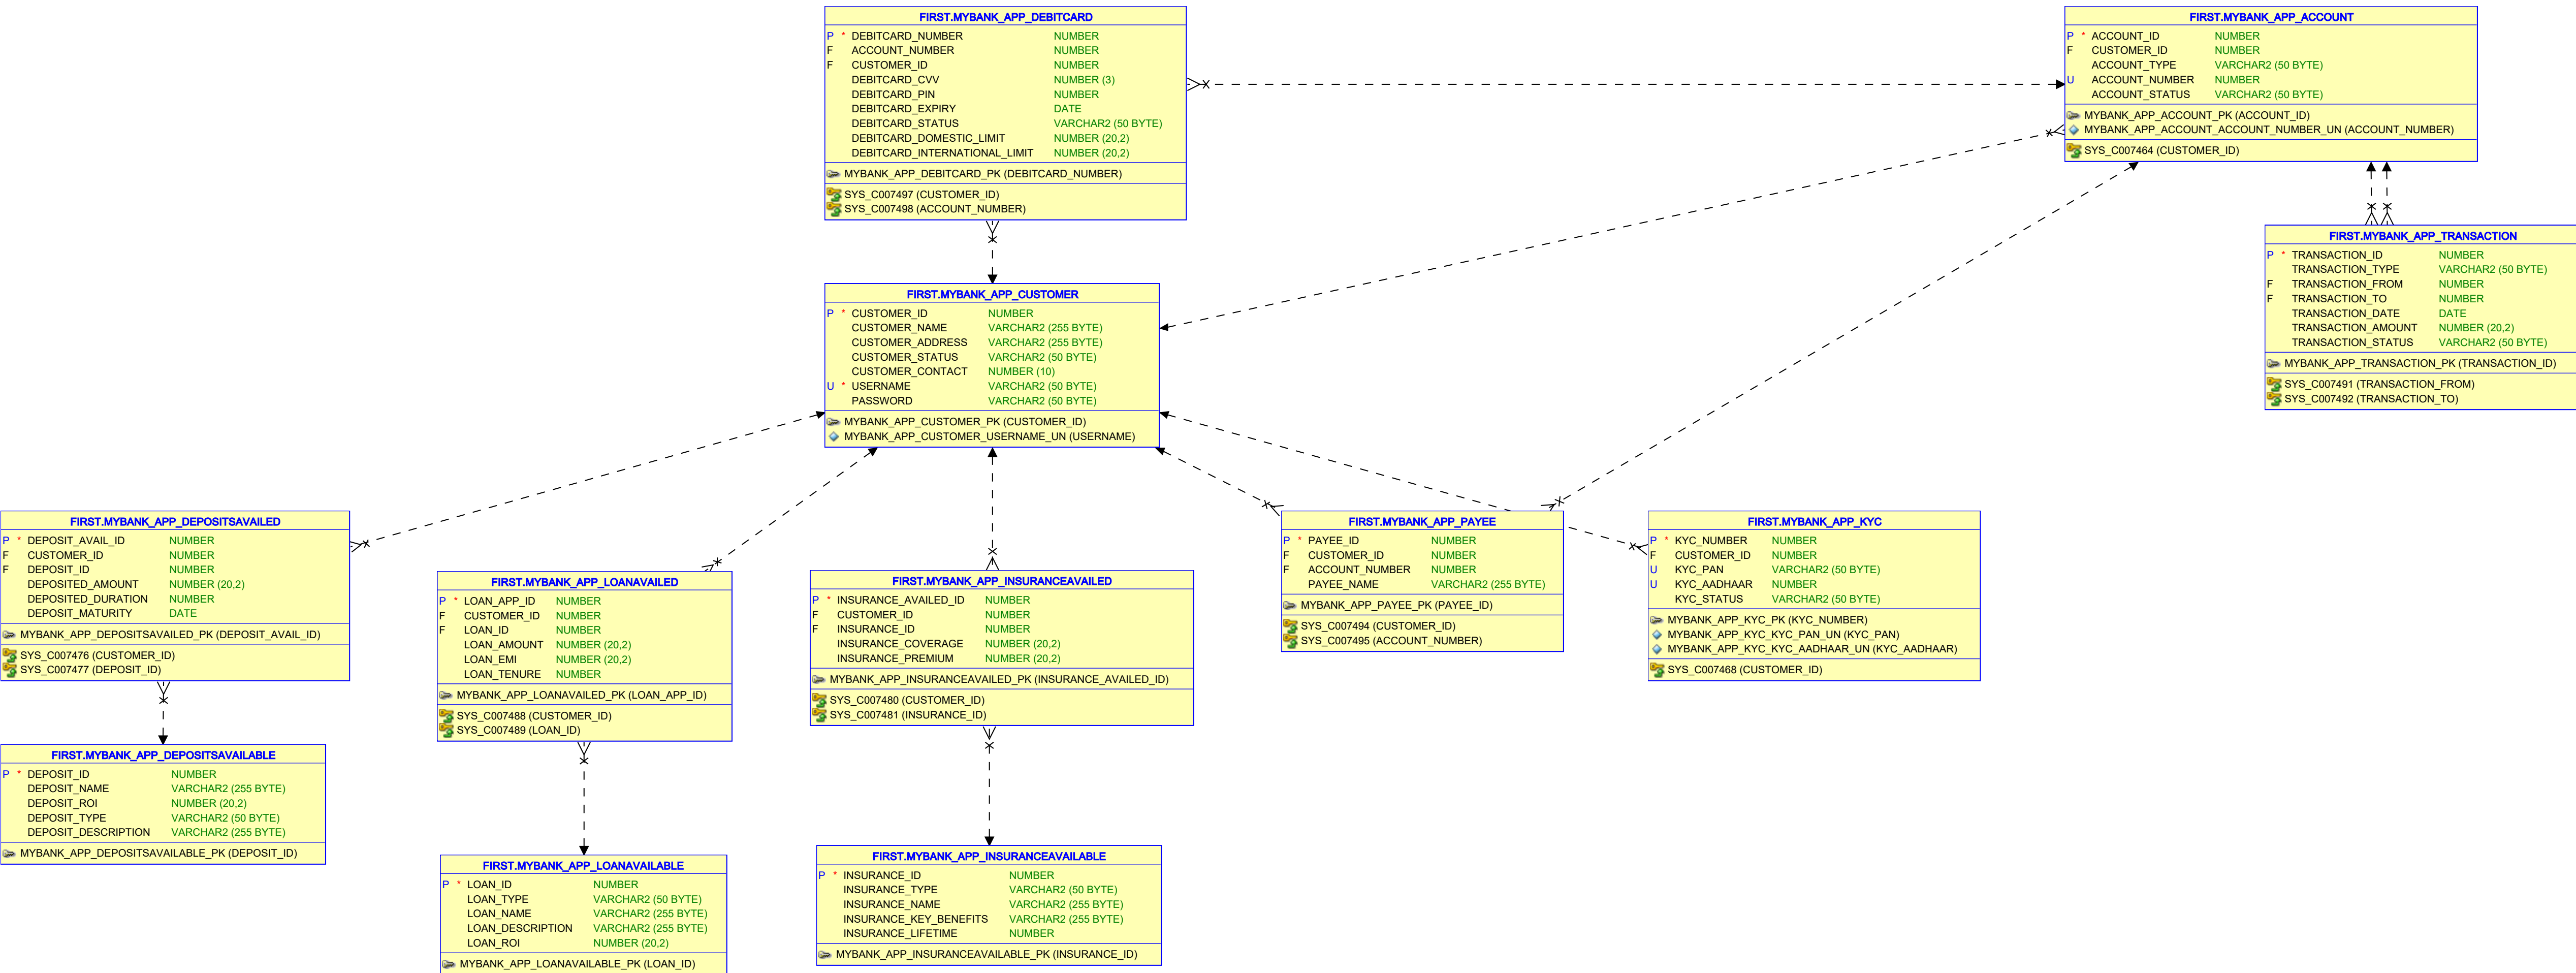 FIRST.MYBANK_APP_DEBITCARD
P * DEBITCARD_NUMBER NUMBER
F ACCOUNT_NUMBER NUMBER
F CUSTOMER_ID NUMBER
DEBITCARD_CVV NUMBER (3)
DEBITCARD_PIN NUMBER
DEBITCARD_EXPIRY DATE
DEBITCARD_STATUS VARCHAR2 (50 BYTE)
DEBITCARD_DOMESTIC_LIMIT NUMBER (20,2)
DEBITCARD_INTERNATIONAL_LIMIT NUMBER (20,2)
MYBANK_APP_DEBITCARD_PK (DEBITCARD_NUMBER)
SYS_C007497 (CUSTOMER_ID)
SYS_C007498 (ACCOUNT_NUMBER)
FIRST.MYBANK_APP_ACCOUNT
P * ACCOUNT_ID NUMBER
F CUSTOMER_ID NUMBER
ACCOUNT_TYPE VARCHAR2 (50 BYTE)
U ACCOUNT_NUMBER NUMBER
ACCOUNT_STATUS VARCHAR2 (50 BYTE)
MYBANK_APP_ACCOUNT_PK (ACCOUNT_ID)
MYBANK_APP_ACCOUNT_ACCOUNT_NUMBER_UN (ACCOUNT_NUMBER)
SYS_C007464 (CUSTOMER_ID)
FIRST.MYBANK_APP_TRANSACTION
P * TRANSACTION_ID NUMBER
TRANSACTION_TYPE VARCHAR2 (50 BYTE)
F TRANSACTION_FROM NUMBER
F TRANSACTION_TO NUMBER
TRANSACTION_DATE DATE
TRANSACTION_AMOUNT NUMBER (20,2)
TRANSACTION_STATUS VARCHAR2 (50 BYTE)
MYBANK_APP_TRANSACTION_PK (TRANSACTION_ID)
SYS_C007491 (TRANSACTION_FROM)
SYS_C007492 (TRANSACTION_TO)
FIRST.MYBANK_APP_CUSTOMER
P * CUSTOMER_ID NUMBER
CUSTOMER_NAME VARCHAR2 (255 BYTE)
CUSTOMER_ADDRESS VARCHAR2 (255 BYTE)
CUSTOMER_STATUS VARCHAR2 (50 BYTE)
CUSTOMER_CONTACT NUMBER (10)
U * USERNAME VARCHAR2 (50 BYTE)
PASSWORD VARCHAR2 (50 BYTE)
MYBANK_APP_CUSTOMER_PK (CUSTOMER_ID)
MYBANK_APP_CUSTOMER_USERNAME_UN (USERNAME)
FIRST.MYBANK_APP_DEPOSITSAVAILED
P * DEPOSIT_AVAIL_ID NUMBER
F CUSTOMER_ID NUMBER
F DEPOSIT_ID NUMBER
DEPOSITED_AMOUNT NUMBER (20,2)
DEPOSITED_DURATION NUMBER
DEPOSIT_MATURITY DATE
MYBANK_APP_DEPOSITSAVAILED_PK (DEPOSIT_AVAIL_ID)
SYS_C007476 (CUSTOMER_ID)
SYS_C007477 (DEPOSIT_ID)
FIRST.MYBANK_APP_LOANAVAILED
P * LOAN_APP_ID NUMBER
F CUSTOMER_ID NUMBER
F LOAN_ID NUMBER
LOAN_AMOUNT NUMBER (20,2)
LOAN_EMI NUMBER (20,2)
LOAN_TENURE NUMBER
MYBANK_APP_LOANAVAILED_PK (LOAN_APP_ID)
SYS_C007488 (CUSTOMER_ID)
SYS_C007489 (LOAN_ID)
FIRST.MYBANK_APP_INSURANCEAVAILED
P * INSURANCE_AVAILED_ID NUMBER
F CUSTOMER_ID NUMBER
F INSURANCE_ID NUMBER
INSURANCE_COVERAGE NUMBER (20,2)
INSURANCE_PREMIUM NUMBER (20,2)
MYBANK_APP_INSURANCEAVAILED_PK (INSURANCE_AVAILED_ID)
SYS_C007480 (CUSTOMER_ID)
SYS_C007481 (INSURANCE_ID)
FIRST.MYBANK_APP_PAYEE
P * PAYEE_ID NUMBER
F CUSTOMER_ID NUMBER
F ACCOUNT_NUMBER NUMBER
PAYEE_NAME VARCHAR2 (255 BYTE)
MYBANK_APP_PAYEE_PK (PAYEE_ID)
SYS_C007494 (CUSTOMER_ID)
SYS_C007495 (ACCOUNT_NUMBER)
FIRST.MYBANK_APP_KYC
P * KYC_NUMBER NUMBER
F CUSTOMER_ID NUMBER
U KYC_PAN VARCHAR2 (50 BYTE)
U KYC_AADHAAR NUMBER
KYC_STATUS VARCHAR2 (50 BYTE)
MYBANK_APP_KYC_PK (KYC_NUMBER)
MYBANK_APP_KYC_KYC_PAN_UN (KYC_PAN)
MYBANK_APP_KYC_KYC_AADHAAR_UN (KYC_AADHAAR)
SYS_C007468 (CUSTOMER_ID)
FIRST.MYBANK_APP_DEPOSITSAVAILABLE
P * DEPOSIT_ID NUMBER
DEPOSIT_NAME VARCHAR2 (255 BYTE)
DEPOSIT_ROI NUMBER (20,2)
DEPOSIT_TYPE VARCHAR2 (50 BYTE)
DEPOSIT_DESCRIPTION VARCHAR2 (255 BYTE)
MYBANK_APP_DEPOSITSAVAILABLE_PK (DEPOSIT_ID)
FIRST.MYBANK_APP_LOANAVAILABLE
P * LOAN_ID NUMBER
LOAN_TYPE VARCHAR2 (50 BYTE)
LOAN_NAME VARCHAR2 (255 BYTE)
LOAN_DESCRIPTION VARCHAR2 (255 BYTE)
LOAN_ROI NUMBER (20,2)
MYBANK_APP_LOANAVAILABLE_PK (LOAN_ID)
FIRST.MYBANK_APP_INSURANCEAVAILABLE
P * INSURANCE_ID NUMBER
INSURANCE_TYPE VARCHAR2 (50 BYTE)
INSURANCE_NAME VARCHAR2 (255 BYTE)
INSURANCE_KEY_BENEFITS VARCHAR2 (255 BYTE)
INSURANCE_LIFETIME NUMBER
MYBANK_APP_INSURANCEAVAILABLE_PK (INSURANCE_ID)